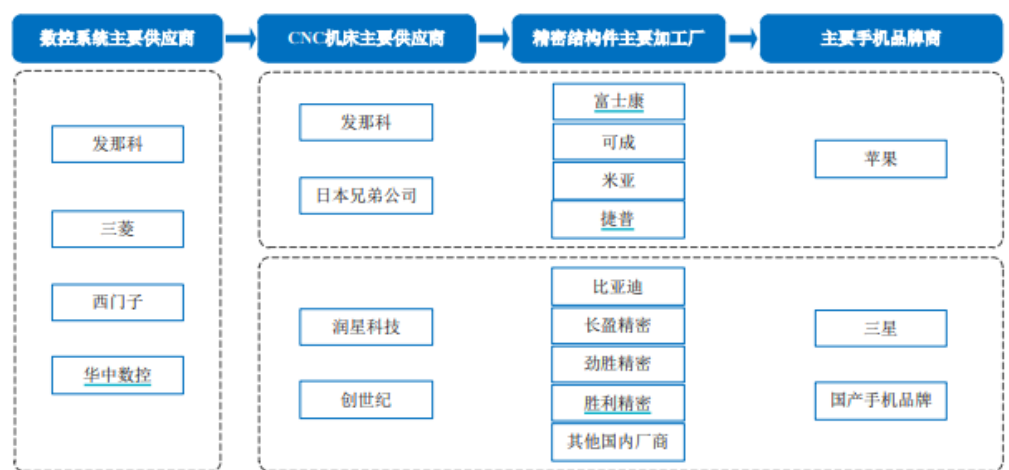 数控系统主要供应商
CNC机床主要供应商
精密结构件主要加工厂
主要手机品牌商
发那科
三菱
西门子
华中数控
发那科
日本兄弟公司
富士康
可成
米亚
捷普
苹果
润星科技
创世纪
比亚迪
长盈精密
劲胜精密
胜利精密
其他国内厂商
三星
国产手机品牌